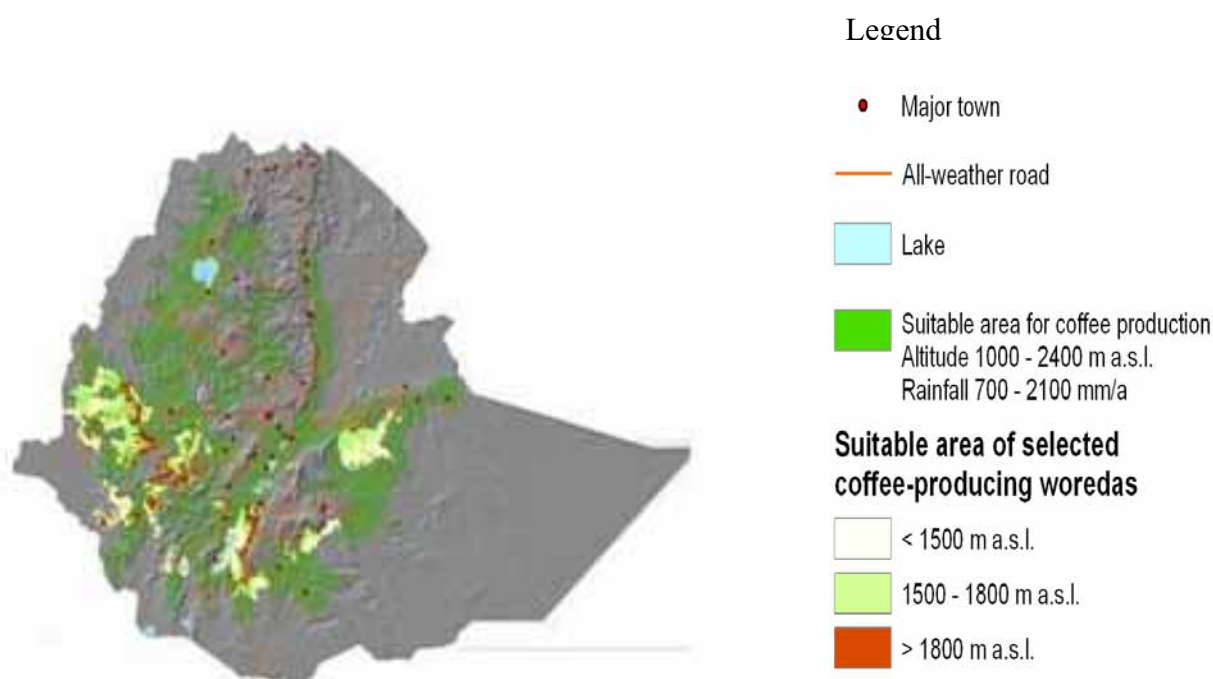 Legend
Major town
All-weather road
Lake
Suitable area for coffee production
Altitude 1000 - 2400 m a.s.l.
Rainfall 700 - 2100 mm/a
Suitable area of selected
coffee-producing woredas
< 1500 m a.s.l.
1500 - 1800 m a.s.l.
> 1800 m a.s.l.